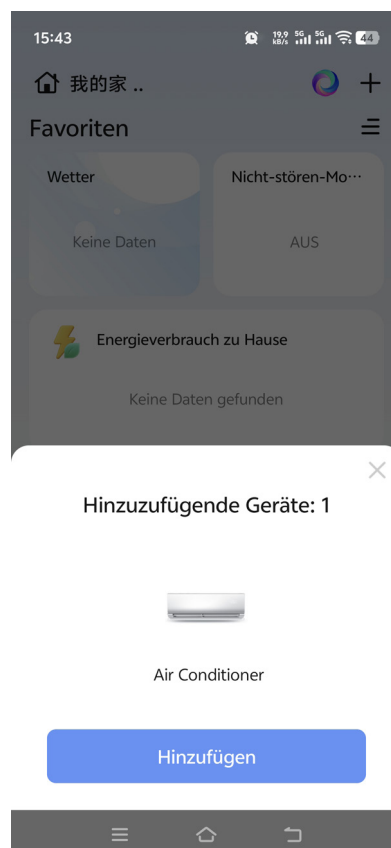 15:43 19,9 kB/s 5G 5G 44
我的家 ..
Favoriten
Wetter
Nicht-stören-Mo…
Keine Daten
AUS
Energieverbrauch zu Hause
Keine Daten gefunden
Hinzuzufügende Geräte: 1
Air Conditioner
Hinzufügen